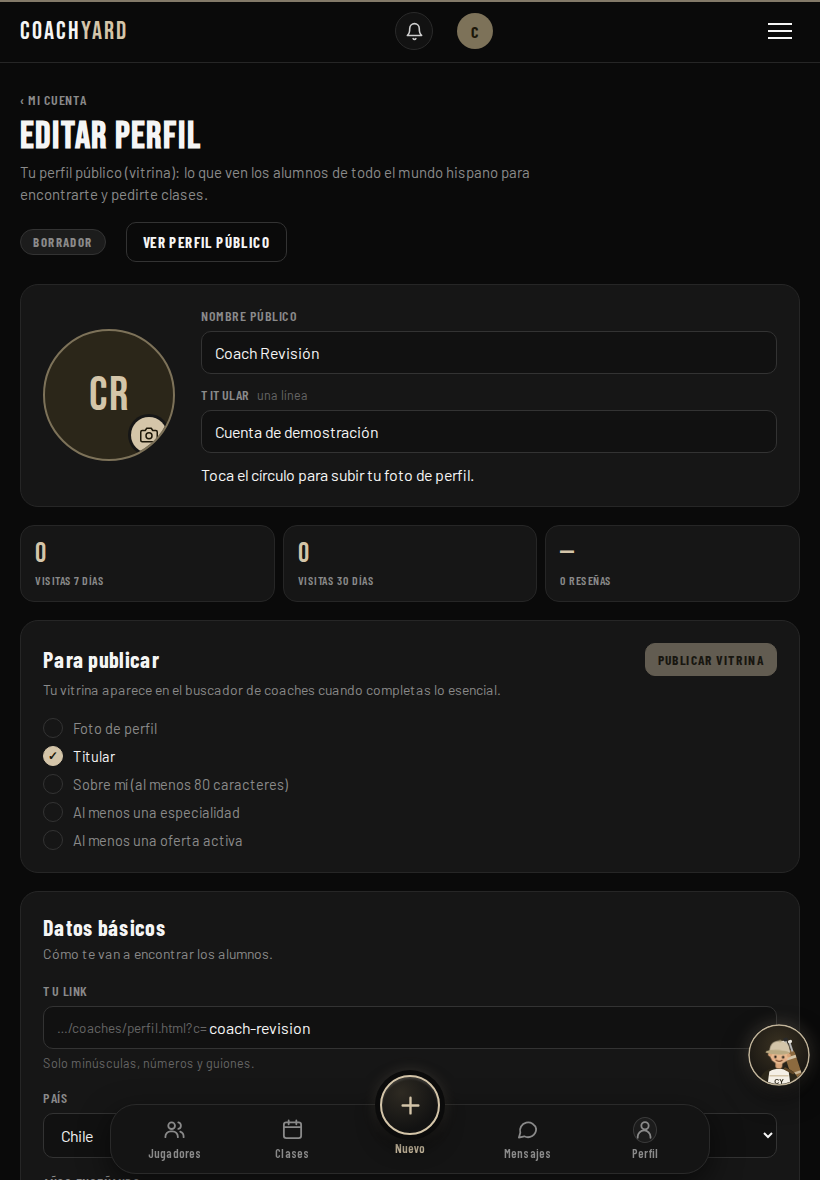 COACHYARD
C
‹ MI CUENTA
EDITAR PERFIL
Tu perfil público (vitrina): lo que ven los alumnos de todo el mundo hispano para
encontrarte y pedirte clases.
BORRADOR
VER PERFIL PÚBLICO
CR
NOMBRE PÚBLICO
Coach Revisión
TITULAR una línea
Cuenta de demostración
Toca el círculo para subir tu foto de perfil.
0
VISITAS 7 DÍAS
0
VISITAS 30 DÍAS
—
0 RESEÑAS
Para publicar
PUBLICAR VITRINA
Tu vitrina aparece en el buscador de coaches cuando completas lo esencial.
Foto de perfil
✓ Titular
Sobre mí (al menos 80 caracteres)
Al menos una especialidad
Al menos una oferta activa
Datos básicos
Cómo te van a encontrar los alumnos.
TU LINK
…/coaches/perfil.html?c= coach-revision
Solo minúsculas, números y guiones.
CY
PAÍS
Chile
Jugadores
Clases
Nuevo
Mensajes
Perfil